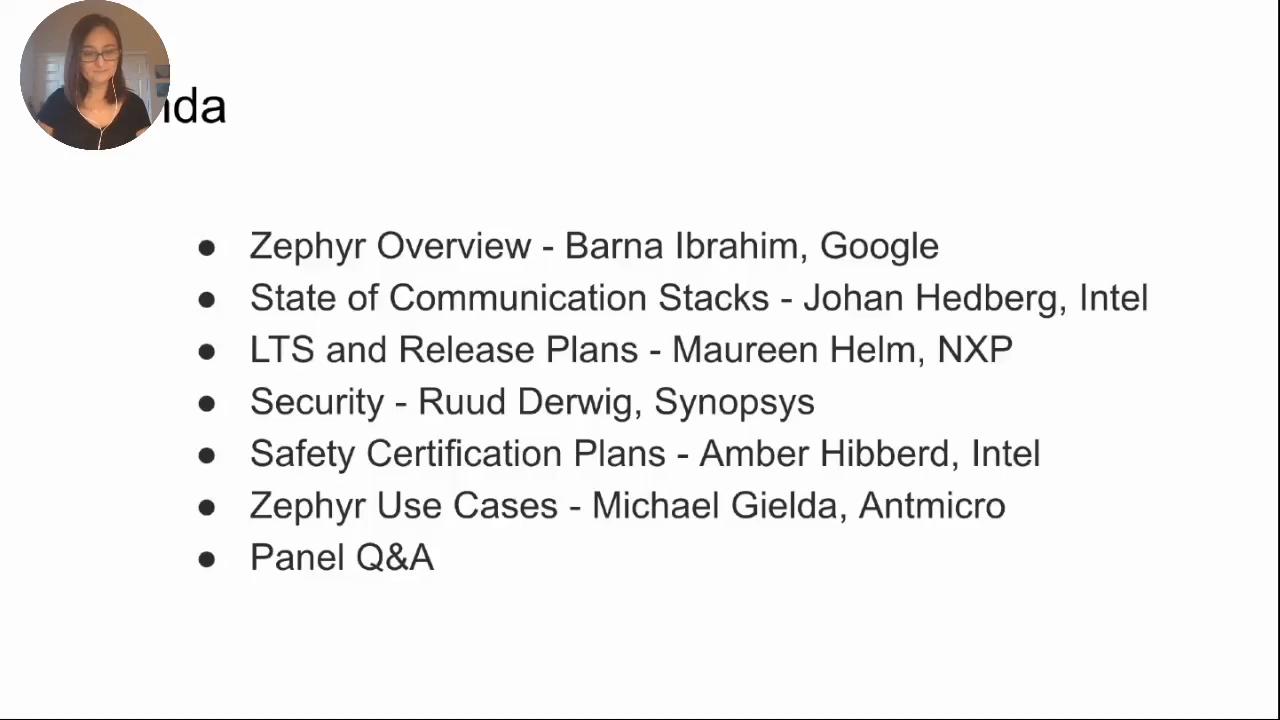 nda
● Zephyr Overview - Barna Ibrahim, Google
● State of Communication Stacks - Johan Hedberg, Intel
● LTS and Release Plans - Maureen Helm, NXP
● Security - Ruud Derwig, Synopsys
● Safety Certification Plans - Amber Hibberd, Intel
● Zephyr Use Cases - Michael Gielda, Antmicro
● Panel Q&A